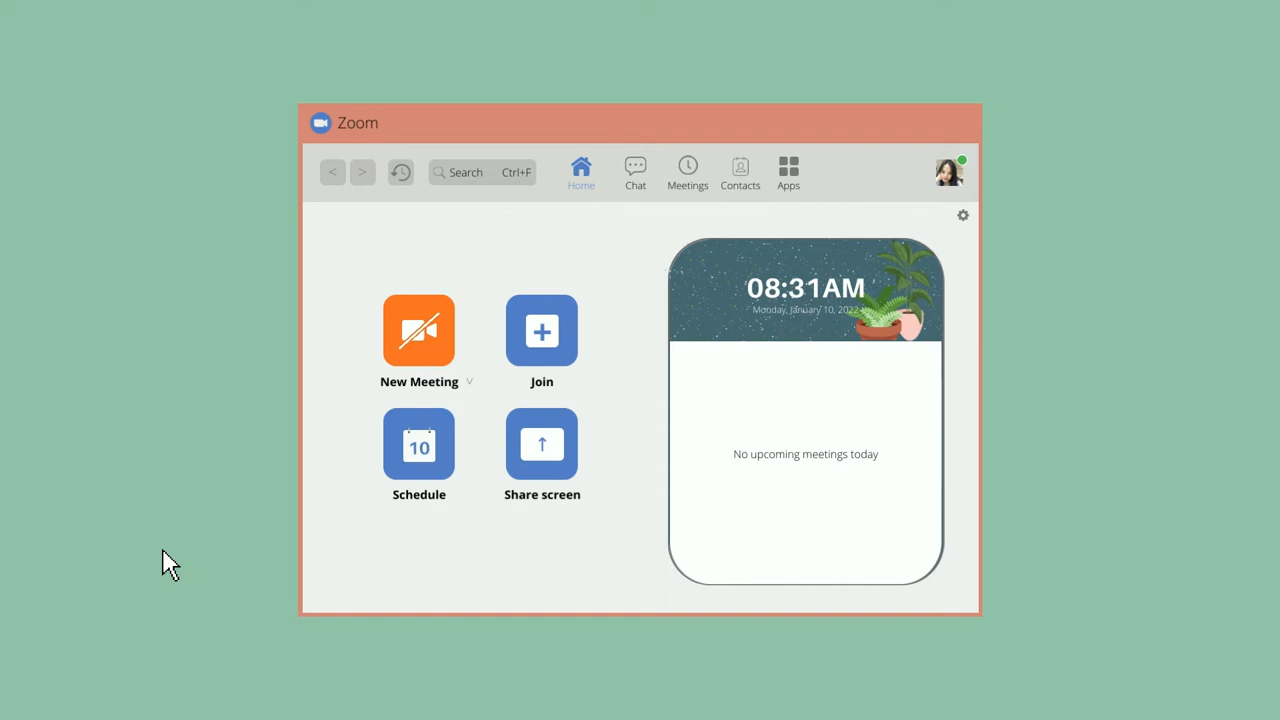 Zoom
< > Search Ctrl+F
Home Chat Meetings Contacts Apps
08:31AM
Monday, January 10, 2022
New Meeting ˅
Join
10
Schedule
Share screen
No upcoming meetings today